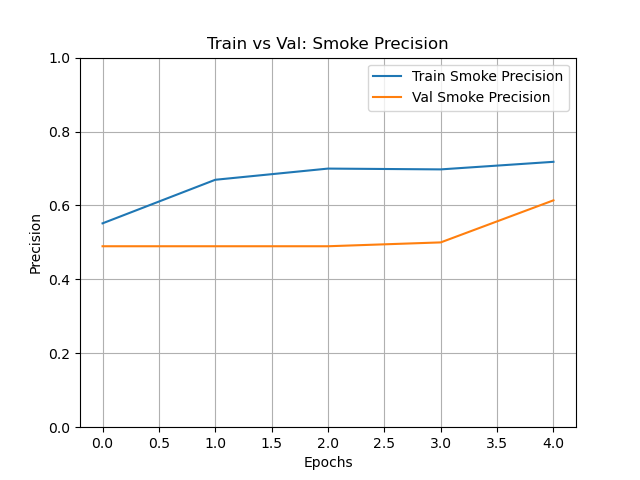 Train vs Val: Smoke Precision
Train Smoke Precision
Val Smoke Precision
Precision
1.0
0.8
0.6
0.4
0.2
0.0
0.0 0.5 1.0 1.5 2.0 2.5 3.0 3.5 4.0
Epochs